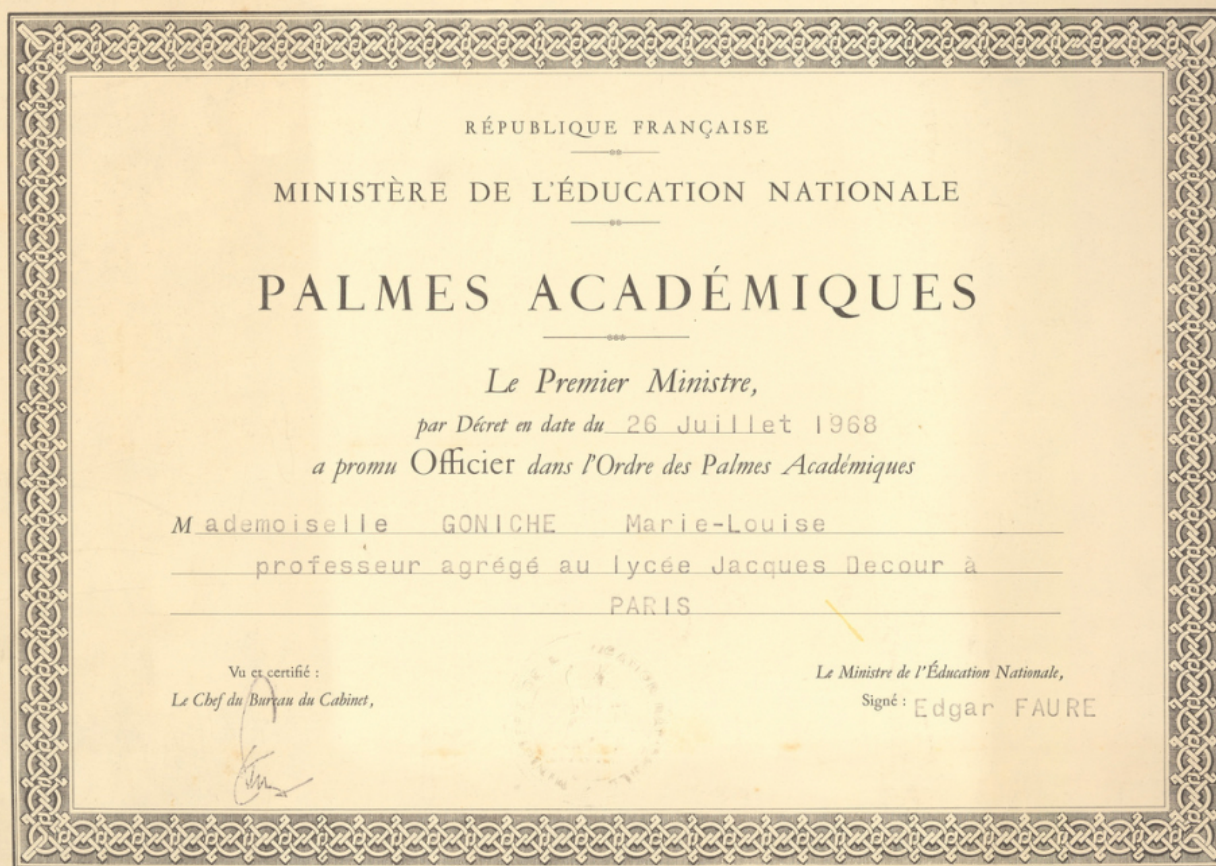 RÉPUBLIQUE FRANÇAISE
MINISTÈRE DE L'ÉDUCATION NATIONALE
PALMES ACADÉMIQUES
Le Premier Ministre,
par Décret en date du 26 Juillet 1968
a promu Officier dans l'Ordre des Palmes Académiques
Mademoiselle GONICHE Marie-Louise
professeur agrégé au lycée Jacques Decour à
PARIS
Vu et certifié :
Le Chef du Bureau du Cabinet,
Le Ministre de l'Éducation Nationale,
Signé : Edgar FAURE